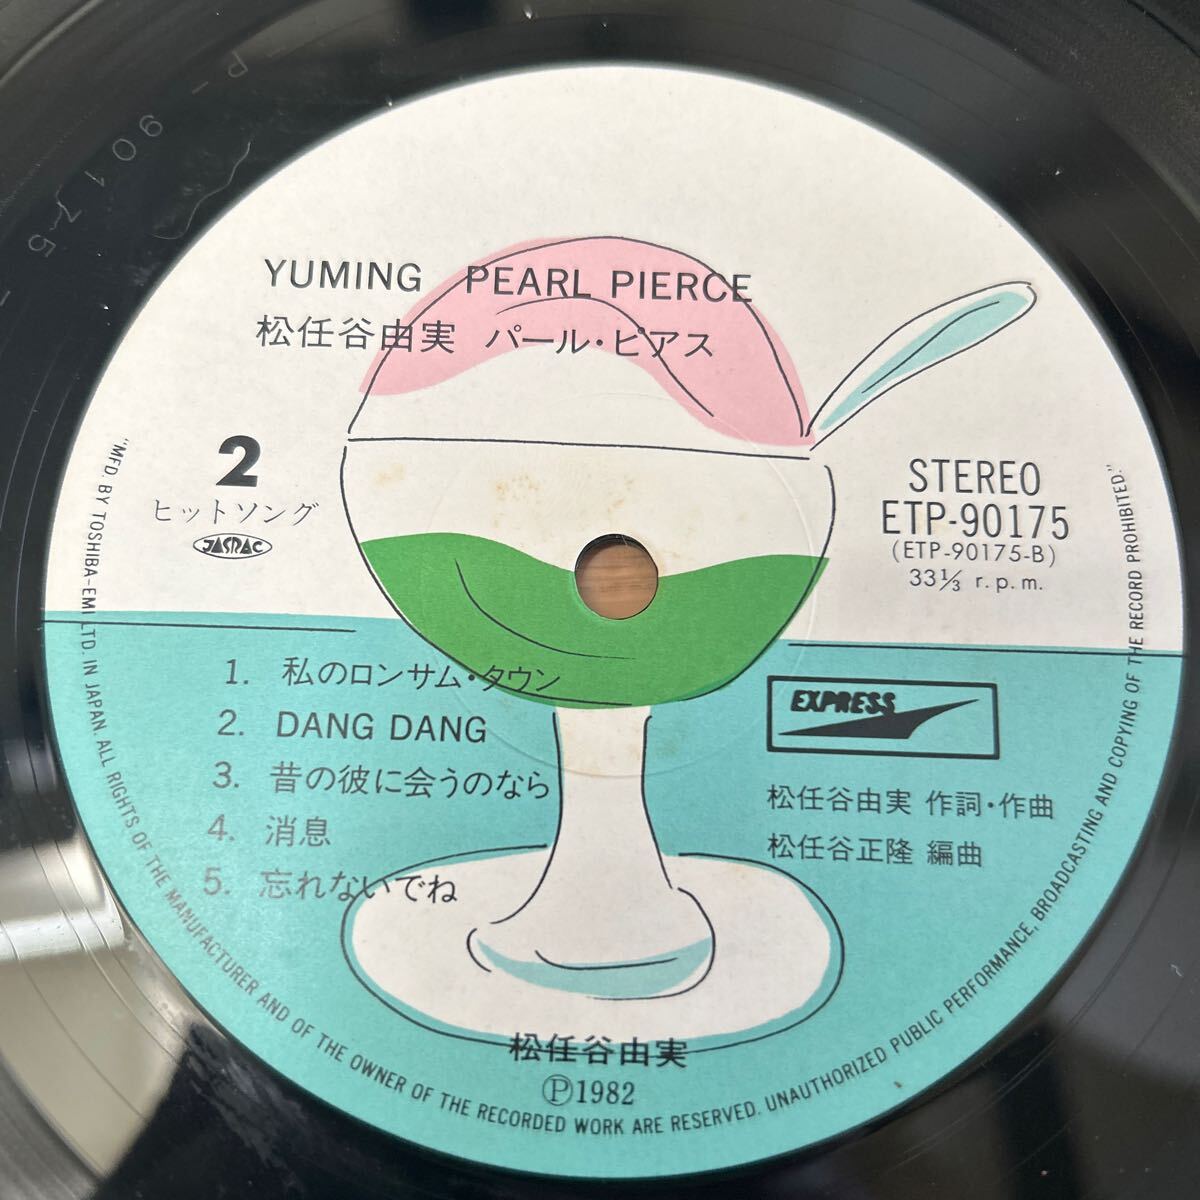 YUMING PEARL PIERCE
松任谷由実 パール・ピアス
2
ヒットソング
JASRAC
STEREO
ETP-90175
(ETP-90175-B)
33⅓ r.p.m.
1. 私のロンサム・タウン
2. DANG DANG
3. 昔の彼に会うのなら
4. 消息
5. 忘れないでね
EXPRESS
松任谷由実 作詞・作曲
松任谷正隆 編曲
松任谷由実
Ⓟ1982
"MFD. BY TOSHIBA-EMI LTD. IN JAPAN. ALL RIGHTS OF THE MANUFACTURER AND OF THE OWNER OF THE RECORDED WORK ARE RESERVED. UNAUTHORIZED PUBLIC PERFORMANCE, BROADCASTING AND COPYING OF THE RECORD PROHIBITED."
P-90175